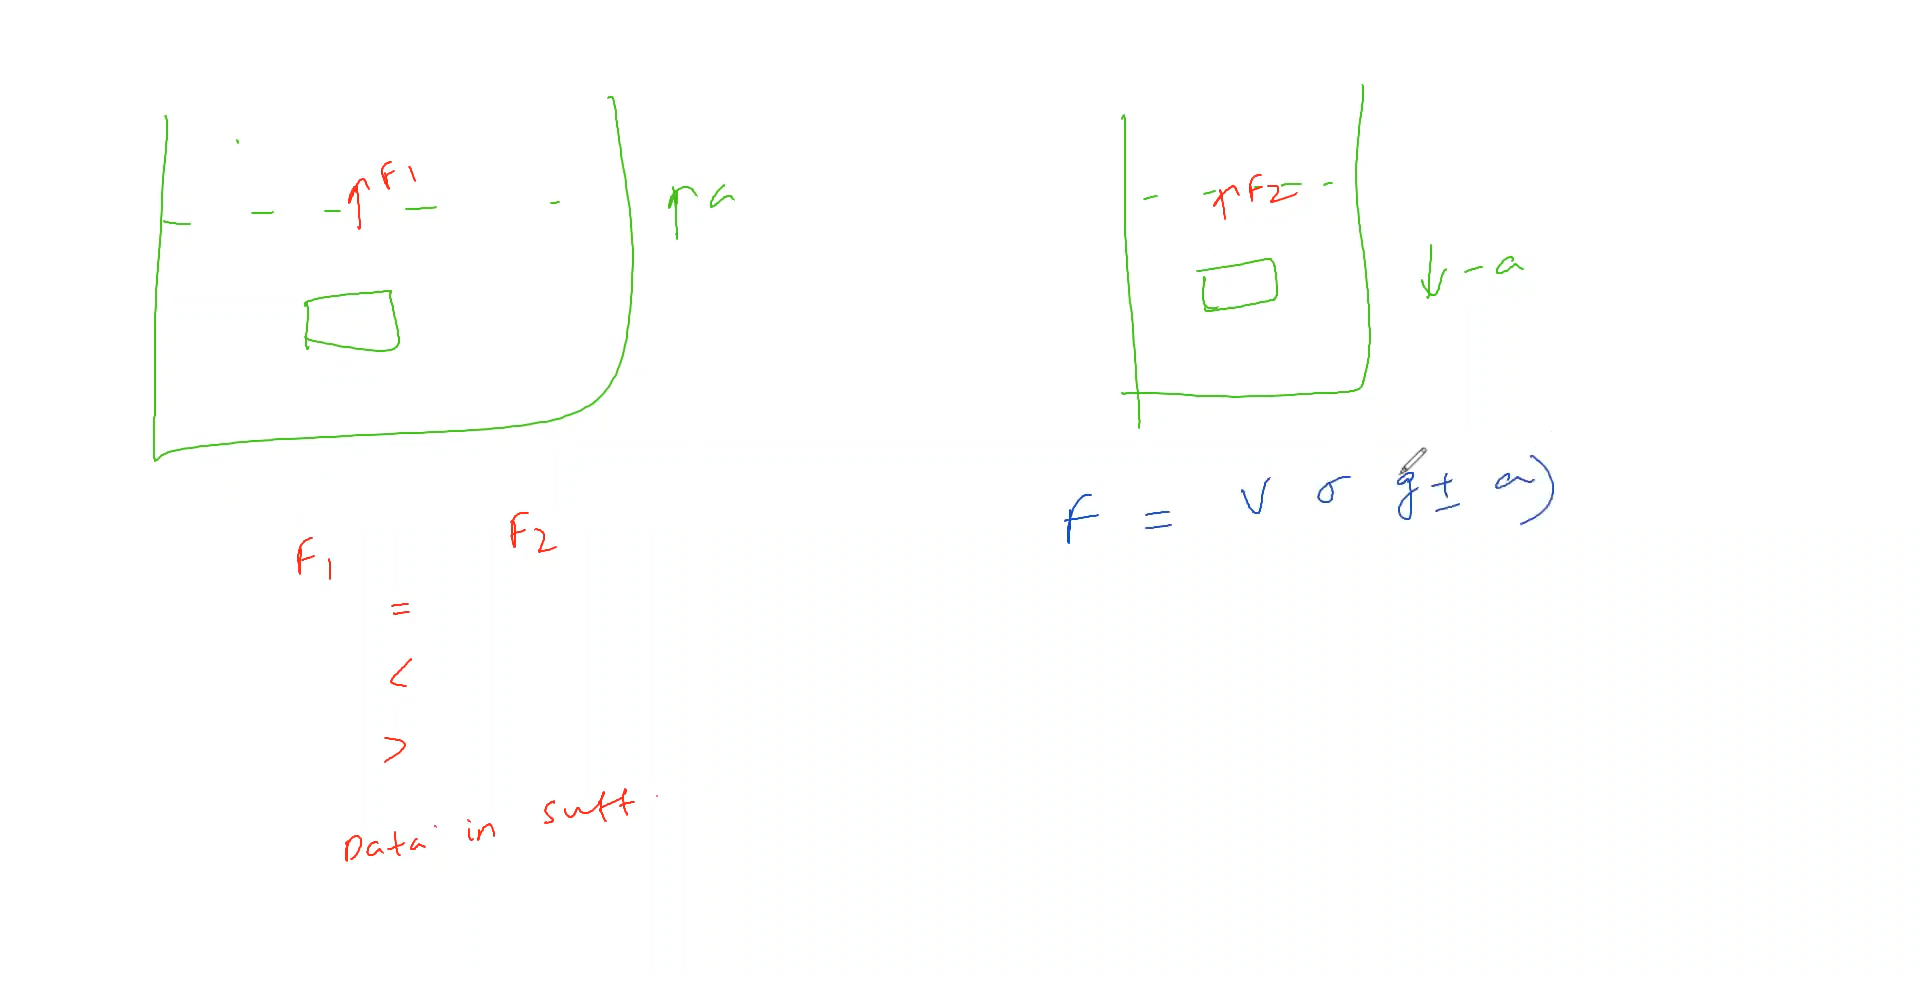 ↑F1
↑a
↑F2
↓-a
F = V σ g ± a)
F1 F2
=
<
>
Data in suff.